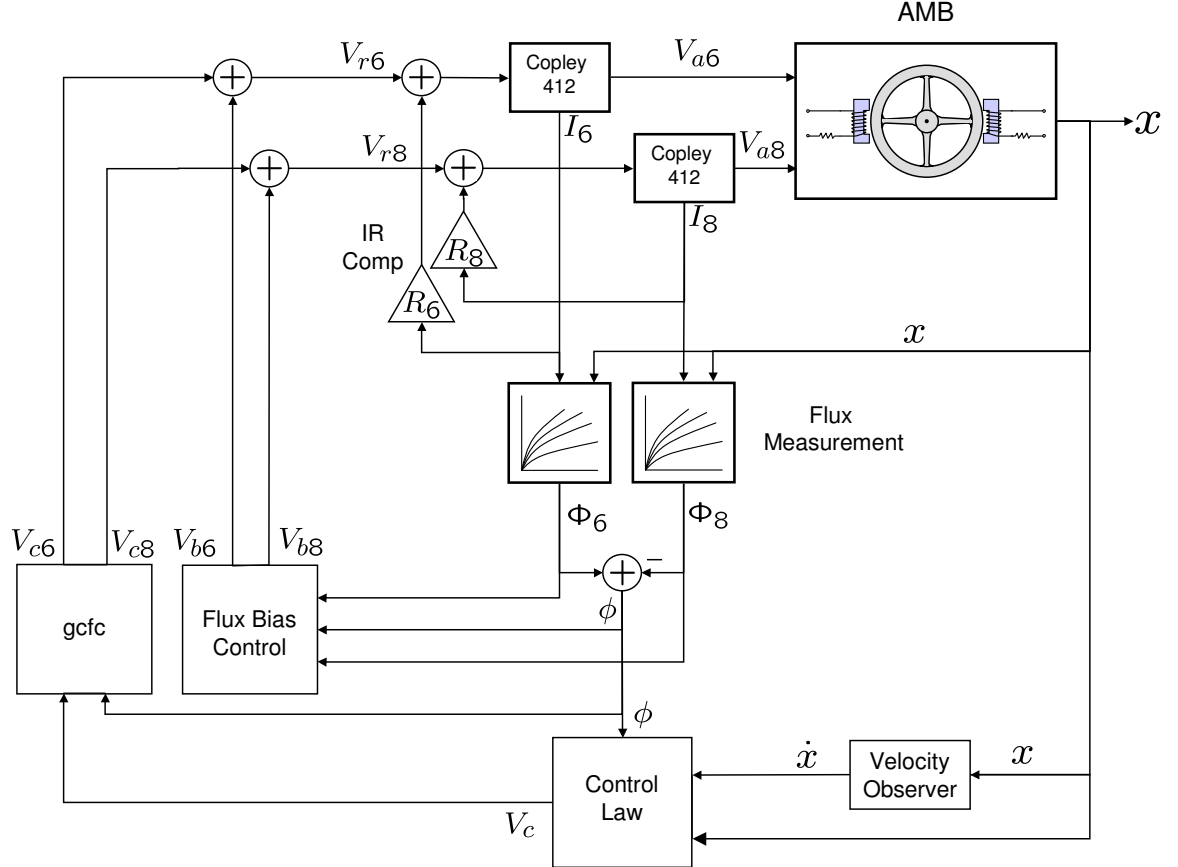 AMB
V_{r6}
Copley
412
V_{a6}
x
I_6
V_{r8}
Copley
412
V_{a8}
I_8
IR
Comp
R_8
R_6
x
Flux
Measurement
Φ_6
Φ_8
V_{c6}
V_{c8}
V_{b6}
V_{b8}
−
ϕ
gcfc
Flux Bias
Control
ϕ
Control
Law
ẋ
Velocity
Observer
x
V_c